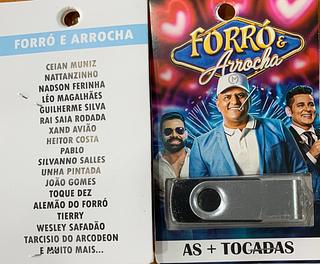 FORRÓ E ARROCHA
CEIAN MUNIZ
NATTANZINHO
NADSON FERINHA
LÉO MAGALHÃES
GUILHERME SILVA
RAI SAIA RODADA
XAND AVIÃO
HEITOR COSTA
PABLO
SILVANNO SALLES
UNHA PINTADA
JOÃO GOMES
TOQUE DEZ
ALEMÃO DO FORRÓ
TIERRY
WESLEY SAFADÃO
TARCISIO DO ARCODEON
E MUITO MAIS...
FORRÓ &
Arrocha
AS + TOCADAS